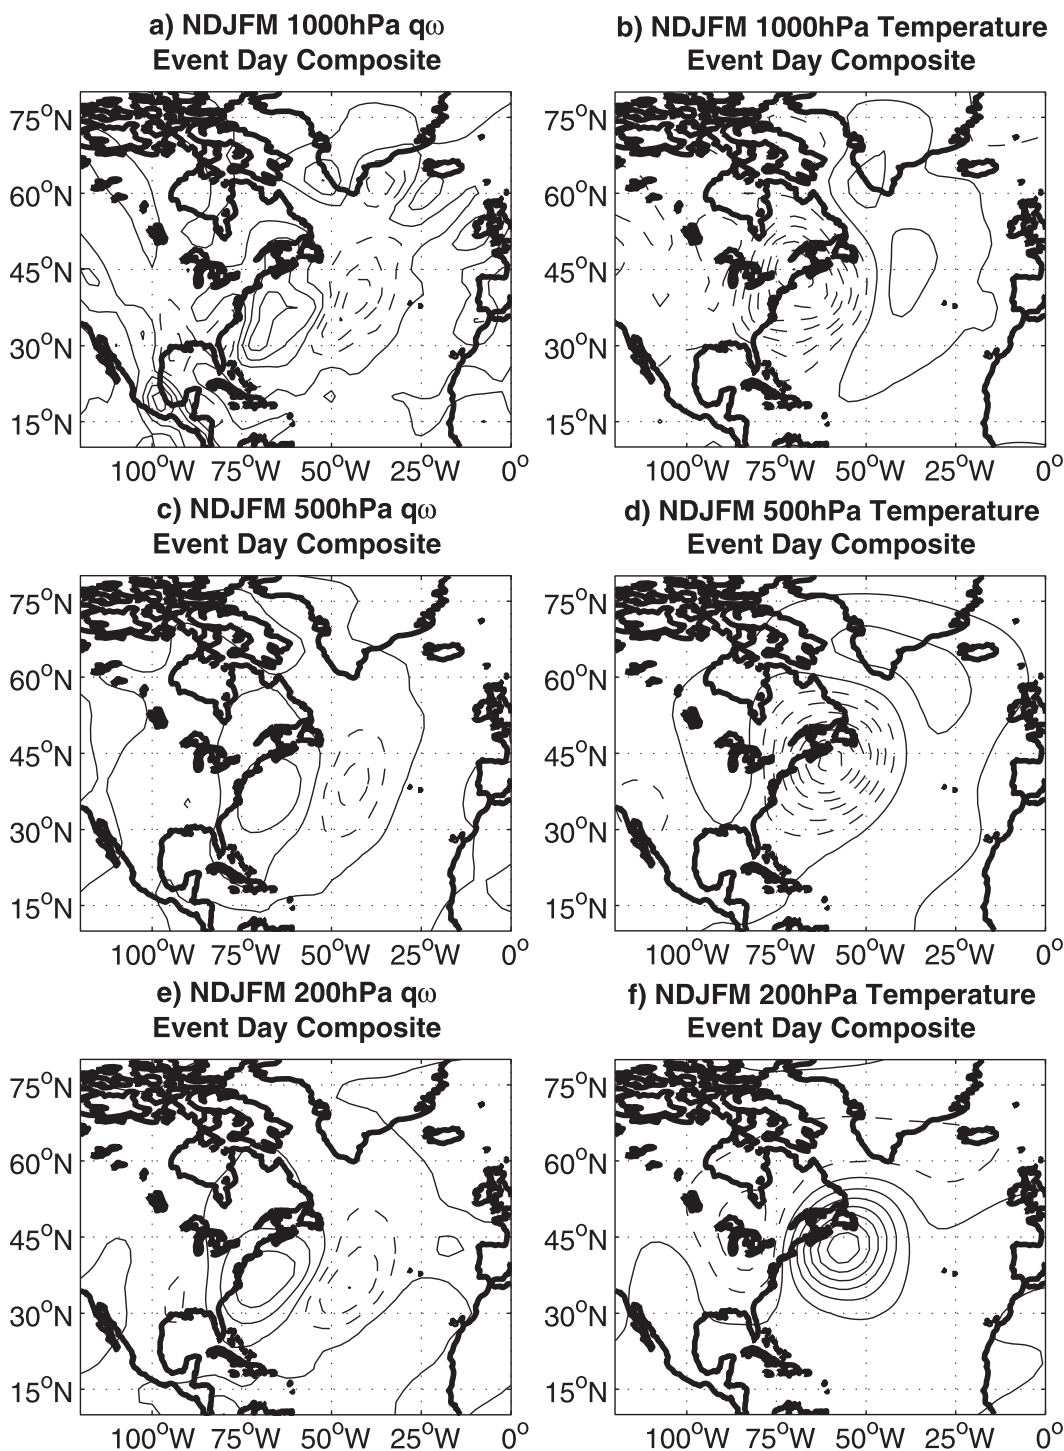 a) NDJFM 1000hPa qω
Event Day Composite
b) NDJFM 1000hPa Temperature
Event Day Composite
75°N
60°N
45°N
30°N
15°N
100°W 75°W 50°W 25°W 0°
75°N
60°N
45°N
30°N
15°N
100°W 75°W 50°W 25°W 0°
c) NDJFM 500hPa qω
Event Day Composite
d) NDJFM 500hPa Temperature
Event Day Composite
75°N
60°N
45°N
30°N
15°N
100°W 75°W 50°W 25°W 0°
75°N
60°N
45°N
30°N
15°N
100°W 75°W 50°W 25°W 0°
e) NDJFM 200hPa qω
Event Day Composite
f) NDJFM 200hPa Temperature
Event Day Composite
75°N
60°N
45°N
30°N
15°N
100°W 75°W 50°W 25°W 0°
75°N
60°N
45°N
30°N
15°N
100°W 75°W 50°W 25°W 0°